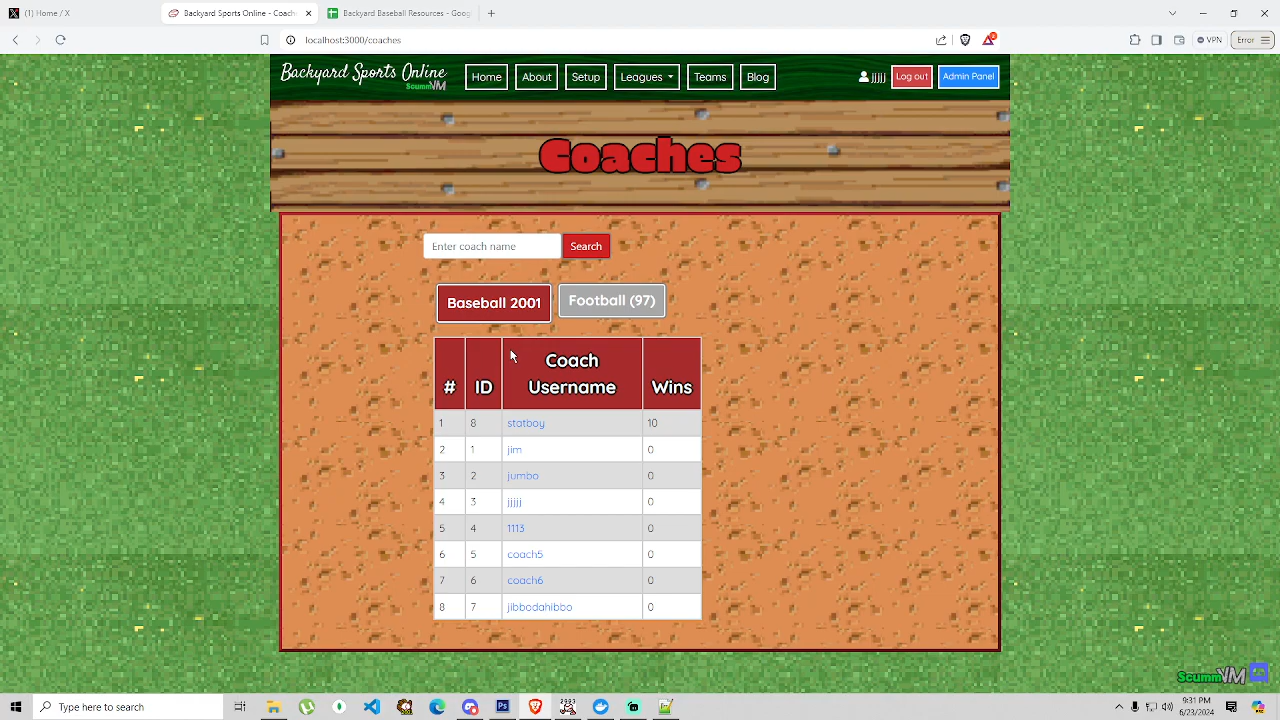 (1) Home / X
Backyard Sports Online - Coach
Backyard Baseball Resources - Goog
localhost:3000/coaches
VPN
Error
Backyard Sports Online
ScummVM
Home
About
Setup
Leagues
Teams
Blog
jjjjj
Log out
Admin Panel
Coaches
Enter coach name
Search
Baseball 2001
Football (97)
# ID Coach Username Wins
1 8 statboy 10
2 1 jim 0
3 2 jumbo 0
4 3 jjjjj 0
5 4 1113 0
6 5 coach5 0
7 6 coach6 0
8 7 jibbodahibbo 0
ScummVM
Type here to search
9:31 PM
6/23/2024